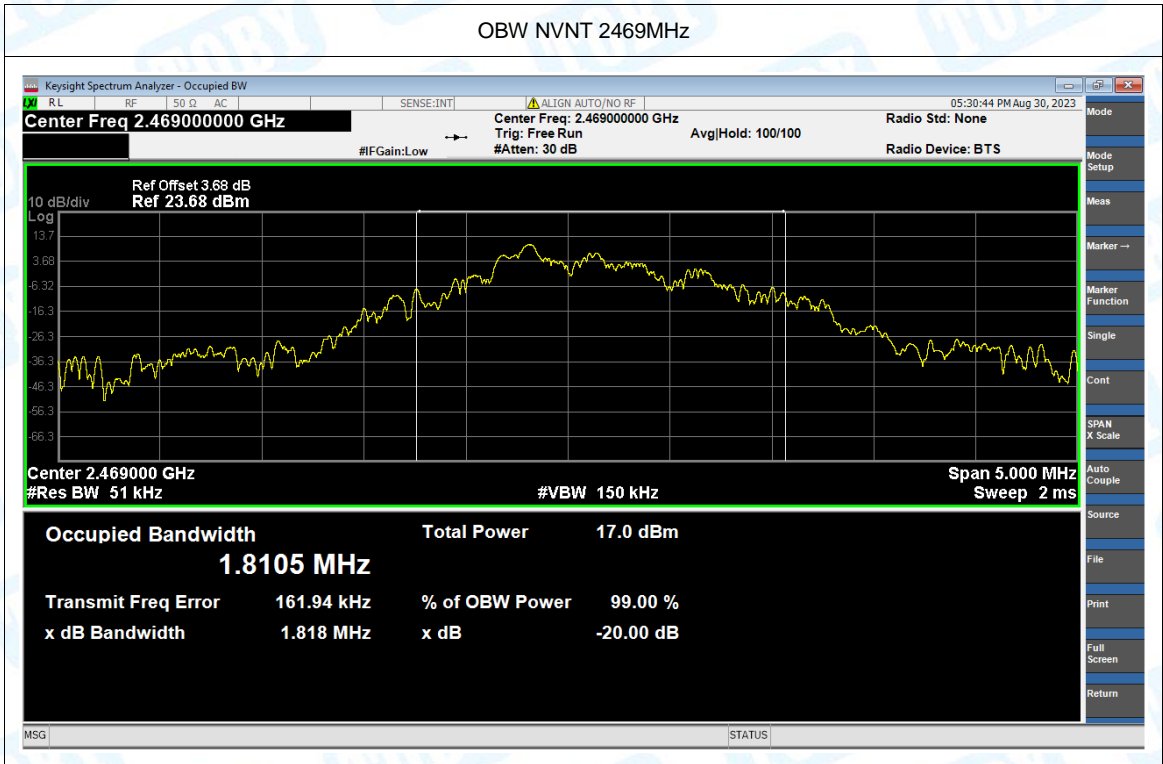 OBW NVNT 2469MHz
Keysight Spectrum Analyzer - Occupied BW
LXI RL RF 50 Ω AC SENSE:INT ALIGN AUTO/NO RF 05:30:44 PM Aug 30, 2023
Center Freq 2.469000000 GHz
Center Freq: 2.469000000 GHz Radio Std: None
Trig: Free Run Avg|Hold: 100/100
#IFGain:Low #Atten: 30 dB Radio Device: BTS
Ref Offset 3.68 dB
10 dB/div Ref 23.68 dBm
Log
13.7
3.68
-6.32
-16.3
-26.3
-36.3
-46.3
-56.3
-66.3
Center 2.469000 GHz Span 5.000 MHz
#Res BW 51 kHz #VBW 150 kHz Sweep 2 ms
Occupied Bandwidth Total Power 17.0 dBm
1.8105 MHz
Transmit Freq Error 161.94 kHz % of OBW Power 99.00 %
x dB Bandwidth 1.818 MHz x dB -20.00 dB
MSG STATUS
Mode
Mode
Setup
Meas
Marker →
Marker
Function
Single
Cont
SPAN
X Scale
Auto
Couple
Source
File
Print
Full
Screen
Return
TOBY